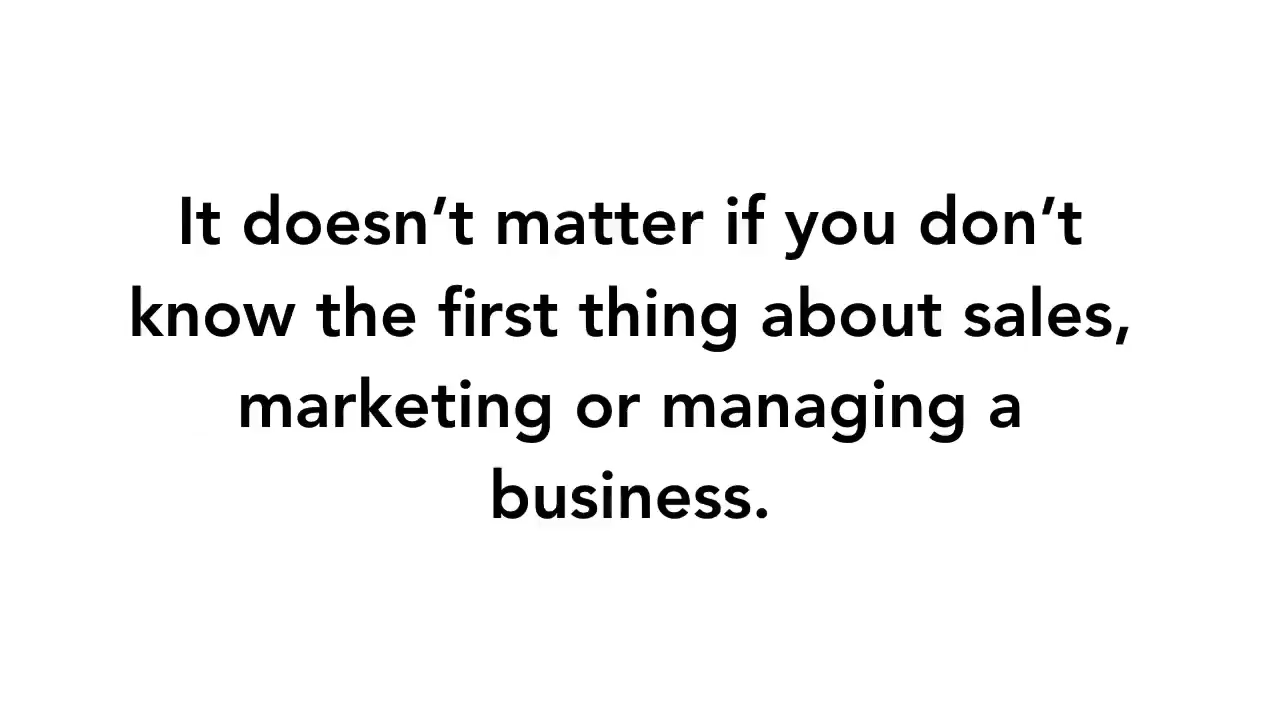 It doesn’t matter if you don’t
know the first thing about sales,
marketing or managing a
business.